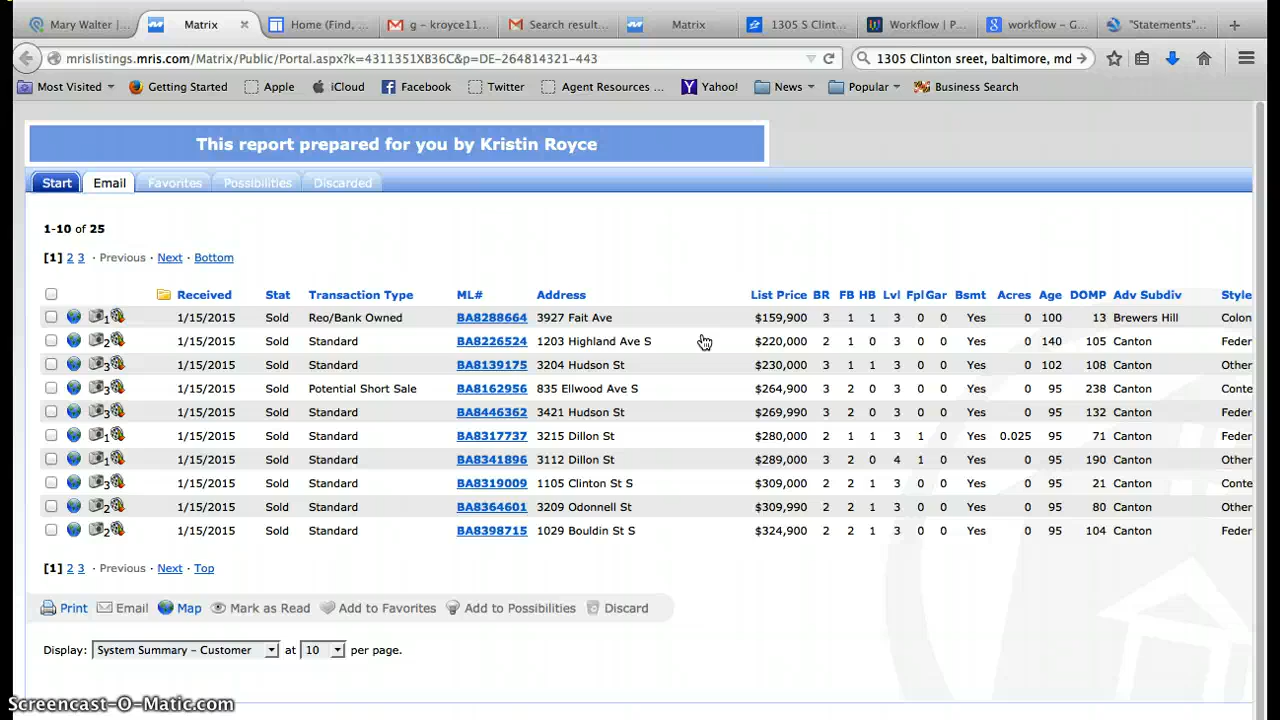 Mary Walter |...
Matrix
Home (Find, ...
g – kroyce11...
Search result...
Matrix
1305 S Clint...
Workflow | P...
workflow – G...
"Statements"...
mrislistings.mris.com/Matrix/Public/Portal.aspx?k=4311351XB36C&p=DE-264814321-443
1305 Clinton sreet, baltimore, md
Most Visited Getting Started Apple iCloud Facebook Twitter Agent Resources ... Yahoo! News Popular Business Search
This report prepared for you by Kristin Royce
Start Email Favorites Possibilities Discarded
1-10 of 25
[1] 2 3 · Previous · Next · Bottom
Received Stat Transaction Type ML# Address List Price BR FB HB Lvl Fpl Gar Bsmt Acres Age DOMP Adv Subdiv Style
1 1/15/2015 Sold Reo/Bank Owned BA8288664 3927 Fait Ave $159,900 3 1 1 3 0 0 Yes 0 100 13 Brewers Hill Colon
2 1/15/2015 Sold Standard BA8226524 1203 Highland Ave S $220,000 2 1 0 3 0 0 Yes 0 140 105 Canton Feder
3 1/15/2015 Sold Standard BA8139175 3204 Hudson St $230,000 3 1 1 3 0 0 Yes 0 102 108 Canton Other
3 1/15/2015 Sold Potential Short Sale BA8162956 835 Ellwood Ave S $264,900 3 2 0 3 0 0 Yes 0 95 238 Canton Conte
3 1/15/2015 Sold Standard BA8446362 3421 Hudson St $269,990 3 2 0 3 0 0 Yes 0 95 132 Canton Feder
1 1/15/2015 Sold Standard BA8317737 3215 Dillon St $280,000 2 1 1 3 1 0 Yes 0.025 95 71 Canton Feder
1 1/15/2015 Sold Standard BA8341896 3112 Dillon St $289,000 3 2 0 4 1 0 Yes 0 95 190 Canton Other
3 1/15/2015 Sold Standard BA8319009 1105 Clinton St S $309,000 2 2 1 3 0 0 Yes 0 95 21 Canton Conte
2 1/15/2015 Sold Standard BA8364601 3209 Odonnell St $309,990 2 2 1 3 0 0 Yes 0 95 80 Canton Other
2 1/15/2015 Sold Standard BA8398715 1029 Bouldin St S $324,900 2 2 1 3 0 0 Yes 0 95 104 Canton Feder
[1] 2 3 · Previous · Next · Top
Print Email Map Mark as Read Add to Favorites Add to Possibilities Discard
Display: System Summary – Customer at 10 per page.
Screencast-O-Matic.com